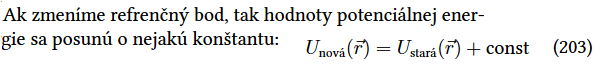 Ak zmeníme refrenčný bod, tak hodnoty potenciálnej ener-
gie sa posunú o nejakú konštantu: U_nová(r⃗) = U_stará(r⃗) + const (203)